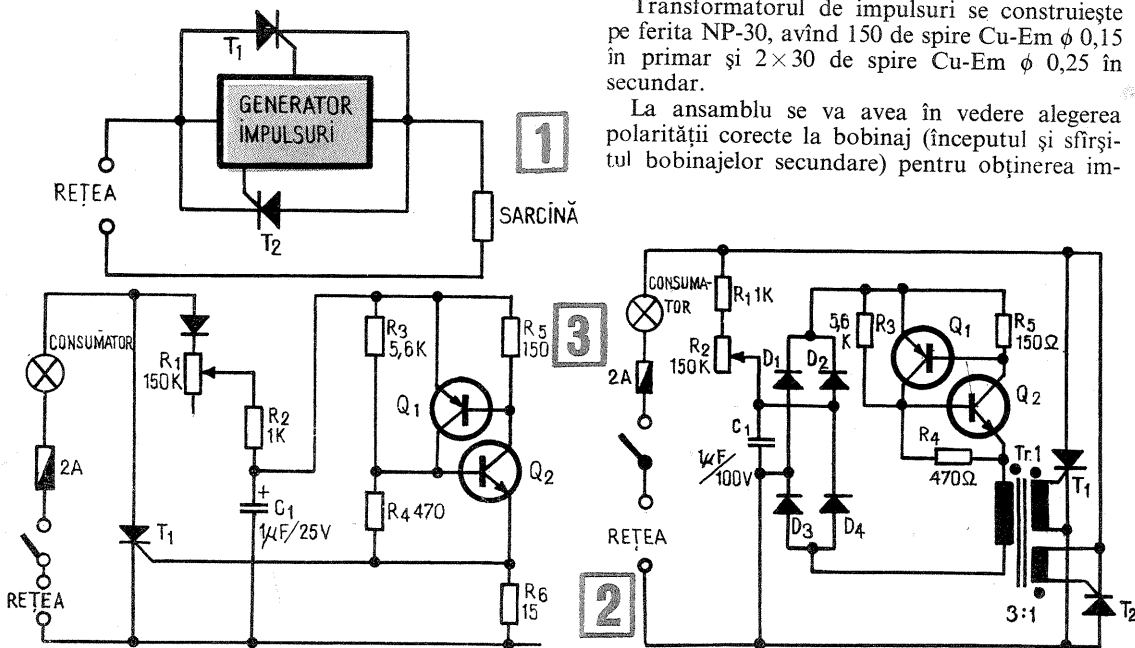 Transformatorul de impulsuri se construiește
pe ferita NP-30, avînd 150 de spire Cu-Em ϕ 0,15
în primar și 2×30 de spire Cu-Em ϕ 0,25 în
secundar.
La ansamblu se va avea în vedere alegerea
polarității corecte la bobinaj (începutul și sfîrși-
tul bobinajelor secundare) pentru obținerea im-
T1
GENERATOR
IMPULSURI
T2
REȚEA
SARCINĂ
1
CONSUMATOR
2A
REȚEA
T1
R1
150K
R2
1K
+
C1
1μF/25V
R3
5,6K
R4 470
Q1
Q2
R5
150
R6
15
3
CONSUMA-
TOR
2A
REȚEA
R1 1K
R2
150K
C1
1μF/
100V
D1
D2
D3
D4
5,6
K
R3
Q1
Q2
R4
470Ω
R5
150Ω
Tr.1
3:1
T1
T2
2